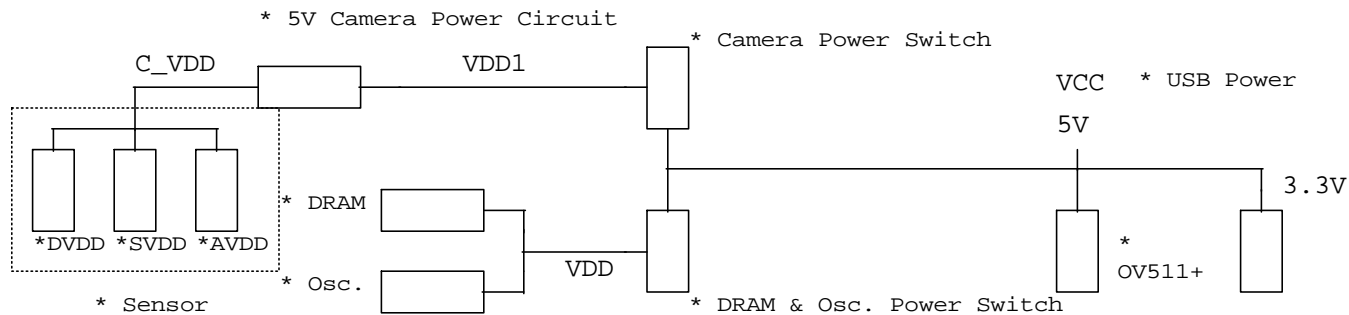 * 5V Camera Power Circuit
* Camera Power Switch
C_VDD
VDD1
VCC
* USB Power
5V
3.3V
* DRAM
*DVDD
*SVDD
*AVDD
*
OV511+
VDD
* Osc.
* Sensor
* DRAM & Osc. Power Switch